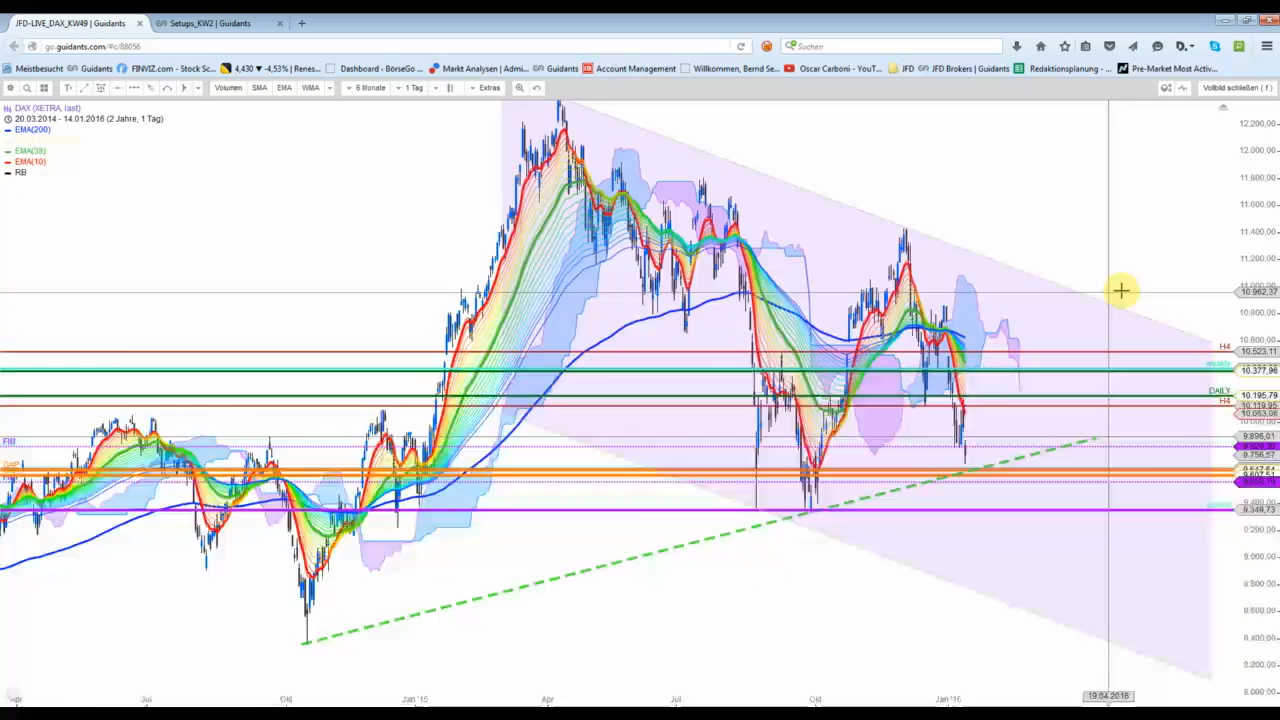 JFD-LIVE_DAX_KW49 | Guidants
Setups_KW2 | Guidants
go.guidants.com/#c/88056
Suchen
Meistbesucht
Guidants
FINVIZ.com - Stock Sc...
4,430 ▼ -4,53% | Renes...
Dashboard - BörseGo ...
Markt Analysen | Admi...
Guidants
Account Management
Willkommen, Bernd Se...
Oscar Carboni - YouT...
JFD
JFD Brokers | Guidants
Redaktionsplanung - ...
Pre-Market Most Activ...
Volumen
SMA
EMA
WMA
6 Monate
1 Tag
Extras
Vollbild schließen ( f )
DAX (XETRA, last)
20.03.2014 - 14.01.2016 (2 Jahre, 1 Tag)
EMA(200)
EMA(38)
EMA(10)
RB
12.200,00
12.000,00
11.800,00
11.600,00
11.400,00
11.200,00
10.962,37
10.800,00
10.600,00
H4
10.523,11
10.377,96
DAILY
10.195,79
H4
10.119,95
10.053,06
9.896,01
FIB
9.756,57
GAP
9.349,73
9.200,00
9.000,00
8.800,00
8.600,00
8.400,00
8.200,00
8.000,00
Jul
Okt
Jan '15
Apr
Jul
Okt
Jan '16
19.04.2016